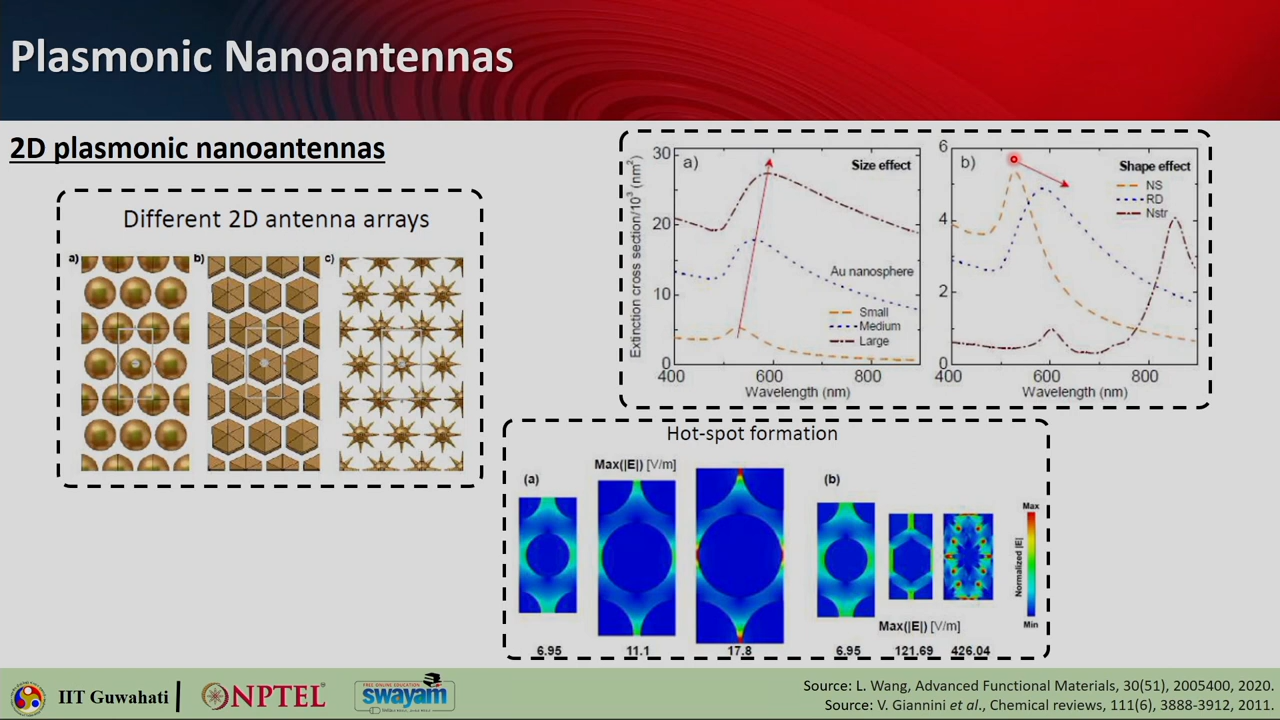 Plasmonic Nanoantennas
2D plasmonic nanoantennas
Different 2D antenna arrays
a) b) c)
a) Size effect
Extinction cross section/10³ (nm²)
30
20
10
0
Au nanosphere
Small
Medium
Large
400 600 800
Wavelength (nm)
b) Shape effect
NS
RD
Nstr
6
4
2
0
400 600 800
Wavelength (nm)
Hot-spot formation
(a) Max(|E|) [V/m]
6.95 11.1 17.8
(b)
Max(|E|) [V/m]
6.95 121.69 426.04
Max
Normalized |E|
Min
IIT Guwahati
NPTEL
FREE ONLINE EDUCATION
swayam
Source: L. Wang, Advanced Functional Materials, 30(51), 2005400, 2020.
Source: V. Giannini et al., Chemical reviews, 111(6), 3888-3912, 2011.